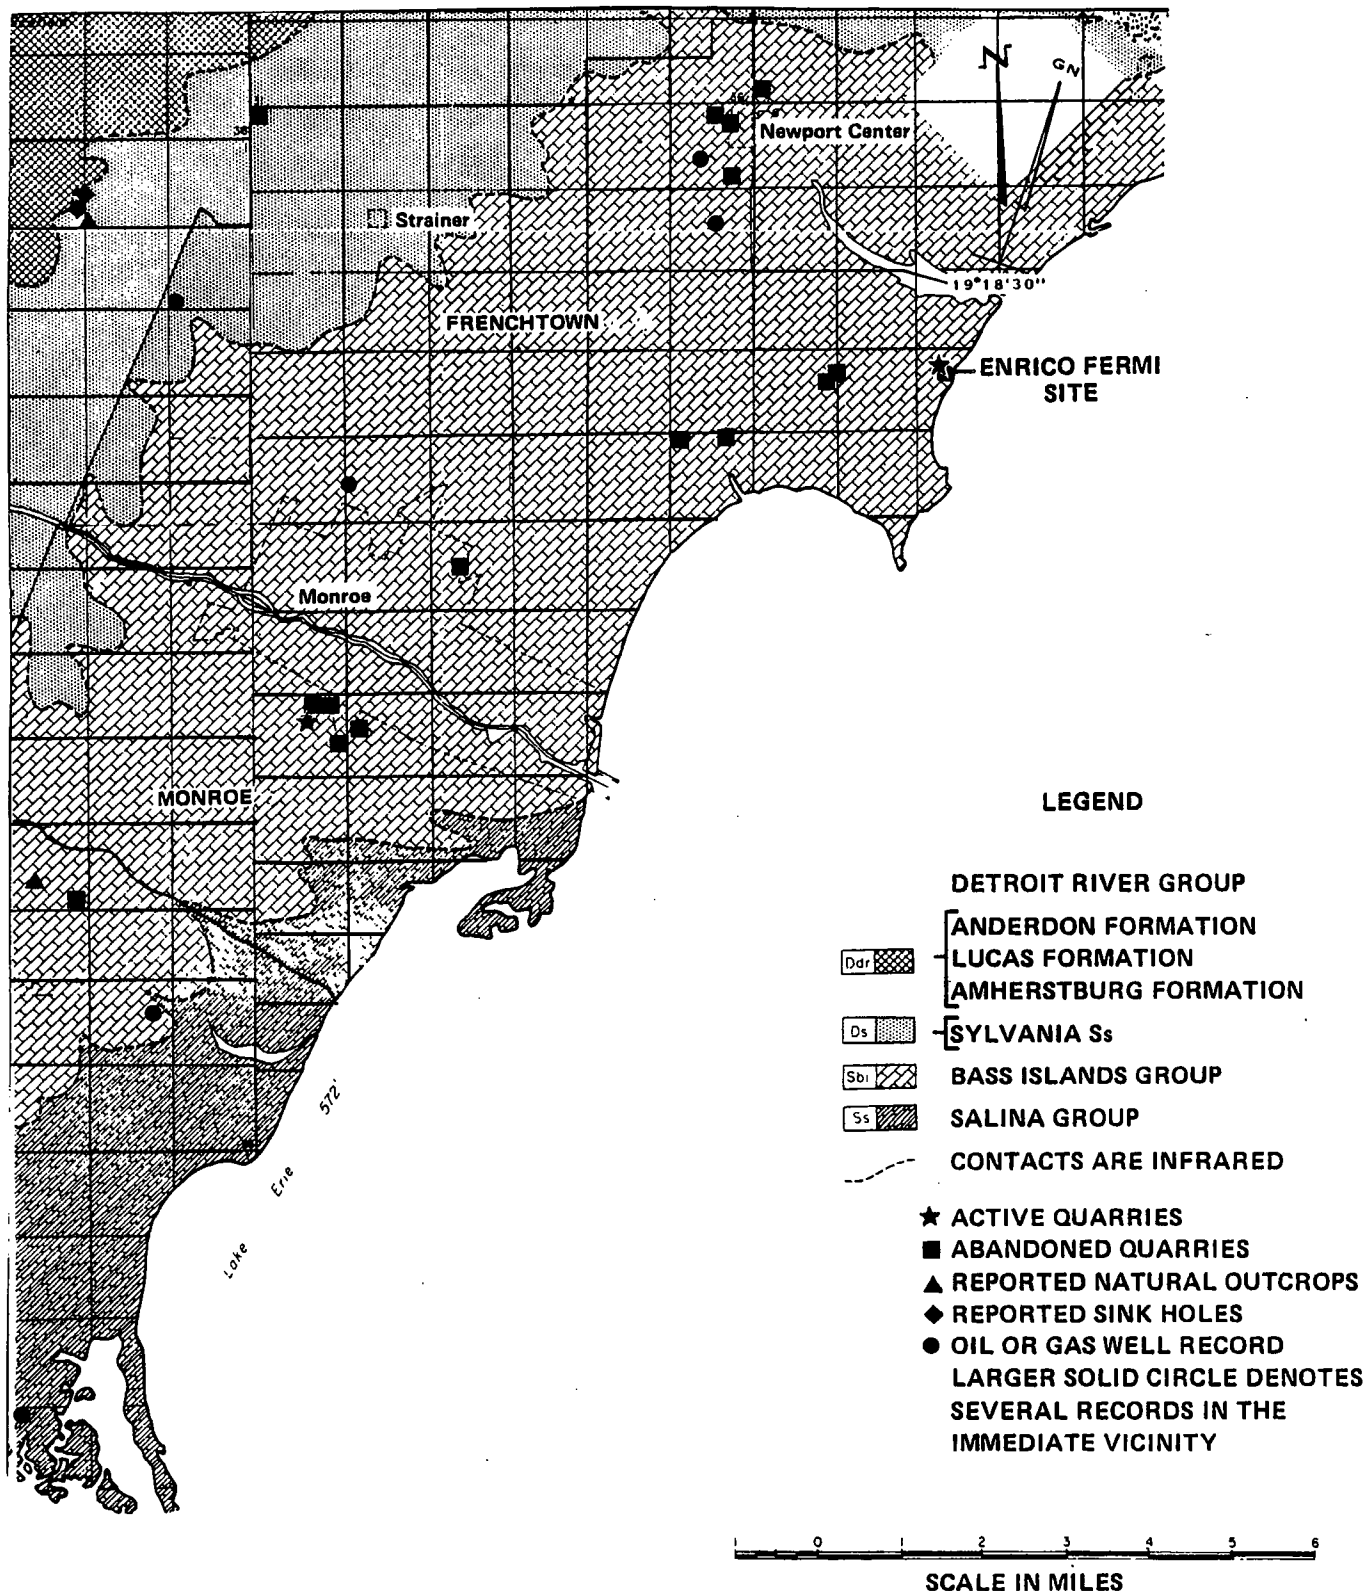 36
36
N
GN
Newport Center
Strainer
19°18'30"
FRENCHTOWN
ENRICO FERMI
SITE
Monroe
MONROE
572'
Lake Erie
LEGEND
DETROIT RIVER GROUP
ANDERDON FORMATION
Ddr
LUCAS FORMATION
AMHERSTBURG FORMATION
Ds
SYLVANIA Ss
Sbi
BASS ISLANDS GROUP
Ss
SALINA GROUP
CONTACTS ARE INFRARED
ACTIVE QUARRIES
ABANDONED QUARRIES
REPORTED NATURAL OUTCROPS
REPORTED SINK HOLES
OIL OR GAS WELL RECORD
LARGER SOLID CIRCLE DENOTES
SEVERAL RECORDS IN THE
IMMEDIATE VICINITY
1 0 1 2 3 4 5 6
SCALE IN MILES